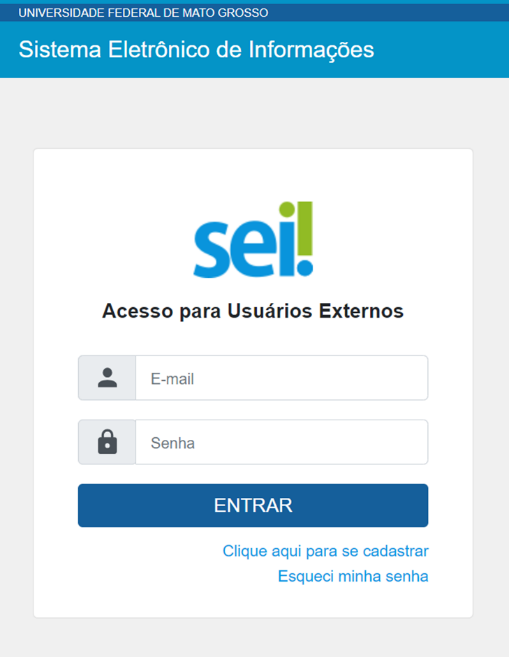 UNIVERSIDADE FEDERAL DE MATO GROSSO
Sistema Eletrônico de Informações
sei!
Acesso para Usuários Externos
E-mail
Senha
ENTRAR
Clique aqui para se cadastrar
Esqueci minha senha